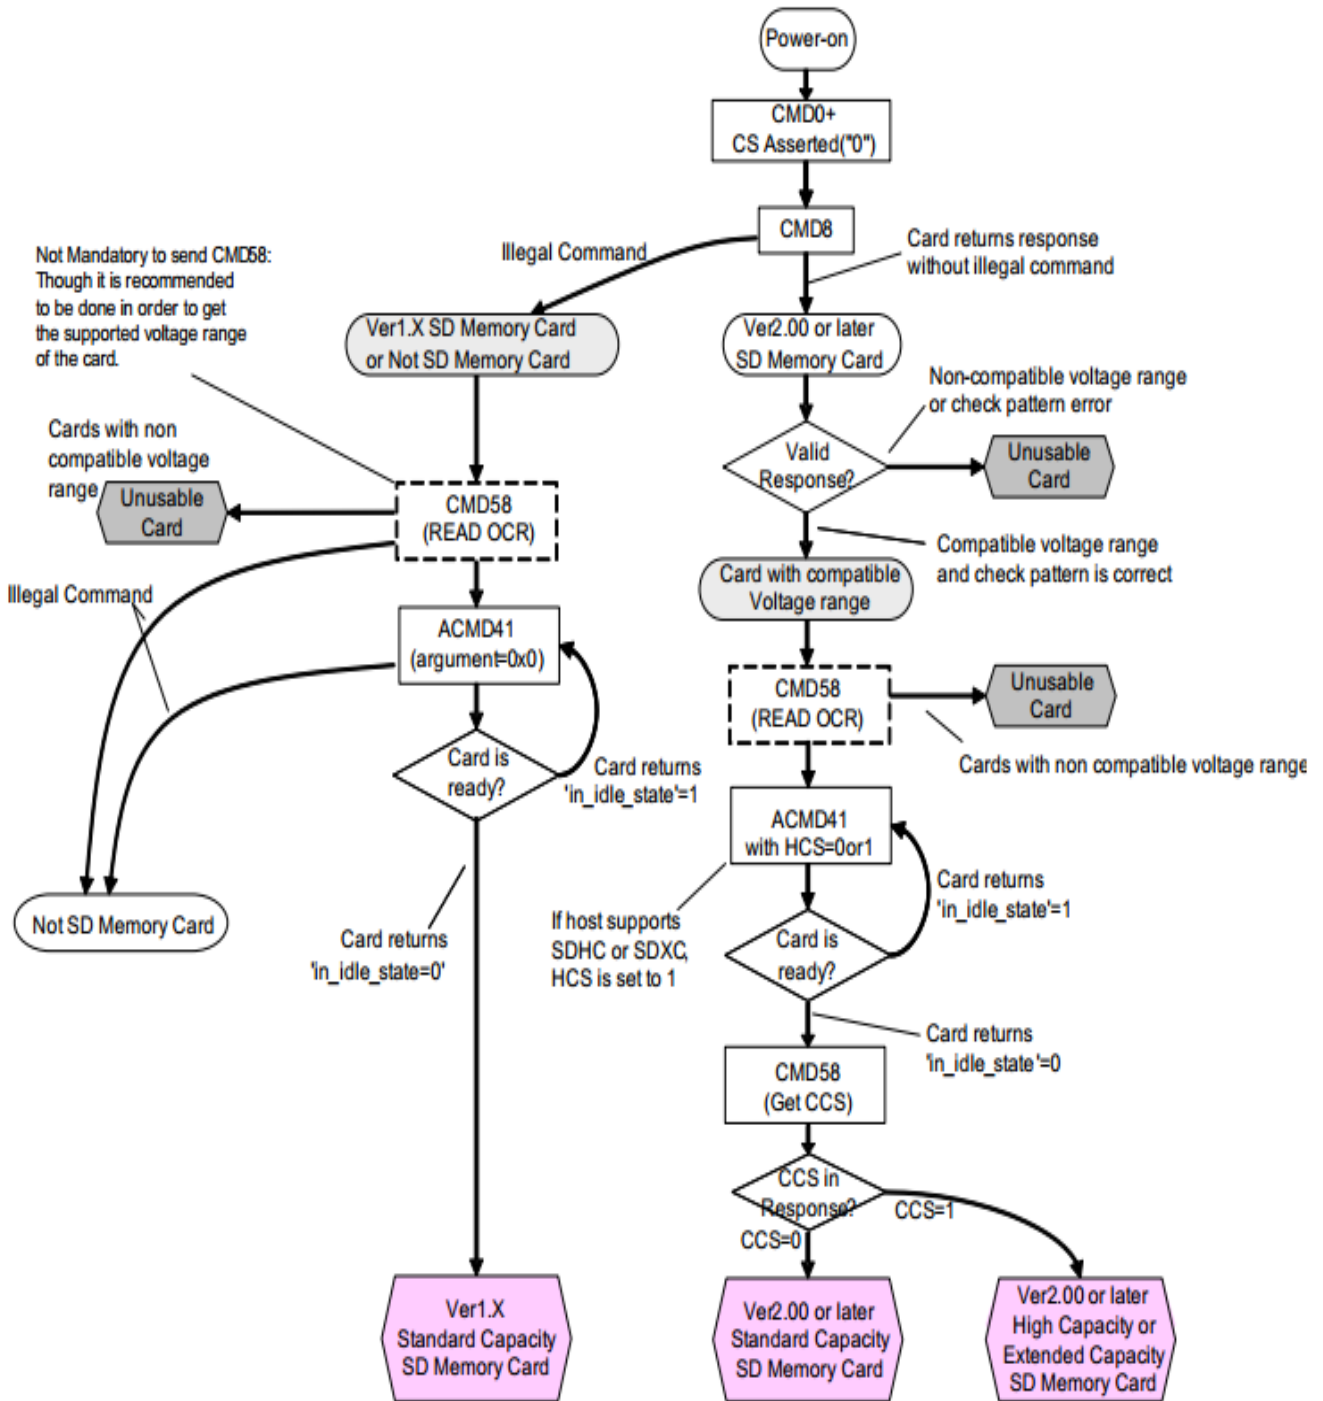 Power-on
CMD0+
CS Asserted("0")
CMD8
Illegal Command
Card returns response
without illegal command
Not Mandatory to send CMD58:
Though it is recommended
to be done in order to get
the supported voltage range
of the card.
Ver1.X SD Memory Card
or Not SD Memory Card
Ver2.00 or later
SD Memory Card
Non-compatible voltage range
or check pattern error
Cards with non
compatible voltage
range
Unusable
Card
CMD58
(READ OCR)
Valid
Response?
Unusable
Card
Compatible voltage range
and check pattern is correct
Card with compatible
Voltage range
Illegal Command
ACMD41
(argument=0x0)
CMD58
(READ OCR)
Unusable
Card
Cards with non compatible voltage range
Card is
ready?
Card returns
'in_idle_state'=1
ACMD41
with HCS=0or1
Card returns
'in_idle_state'=1
If host supports
SDHC or SDXC,
HCS is set to 1
Not SD Memory Card
Card returns
'in_idle_state=0'
Card is
ready?
Card returns
'in_idle_state'=0
CMD58
(Get CCS)
CCS in
Response?
CCS=1
CCS=0
Ver1.X
Standard Capacity
SD Memory Card
Ver2.00 or later
Standard Capacity
SD Memory Card
Ver2.00 or later
High Capacity or
Extended Capacity
SD Memory Card